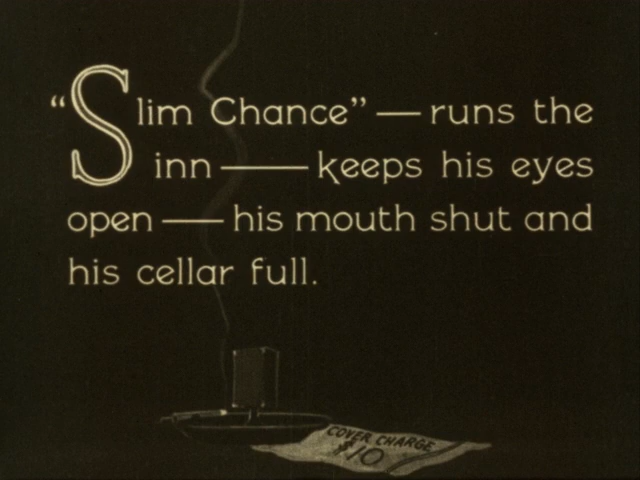 “Slim Chance” — runs the
inn — keeps his eyes
open — his mouth shut and
his cellar full.
COVER CHARGE
$10